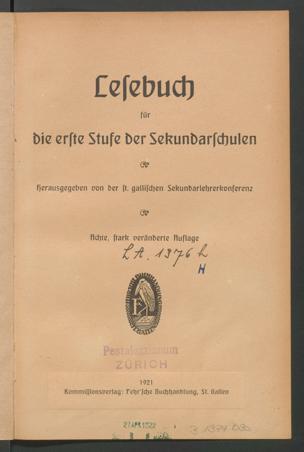 Lesebuch
für
die erste Stufe der Sekundarschulen
Herausgegeben von der st. gallischen Sekundarlehrerkonferenz
Achte, stark veränderte Auflage
LA. 1376 h
H
Pestalozzianum
ZÜRICH
1921
Kommissionsverlag: Fehr'sche Buchhandlung, St. Gallen